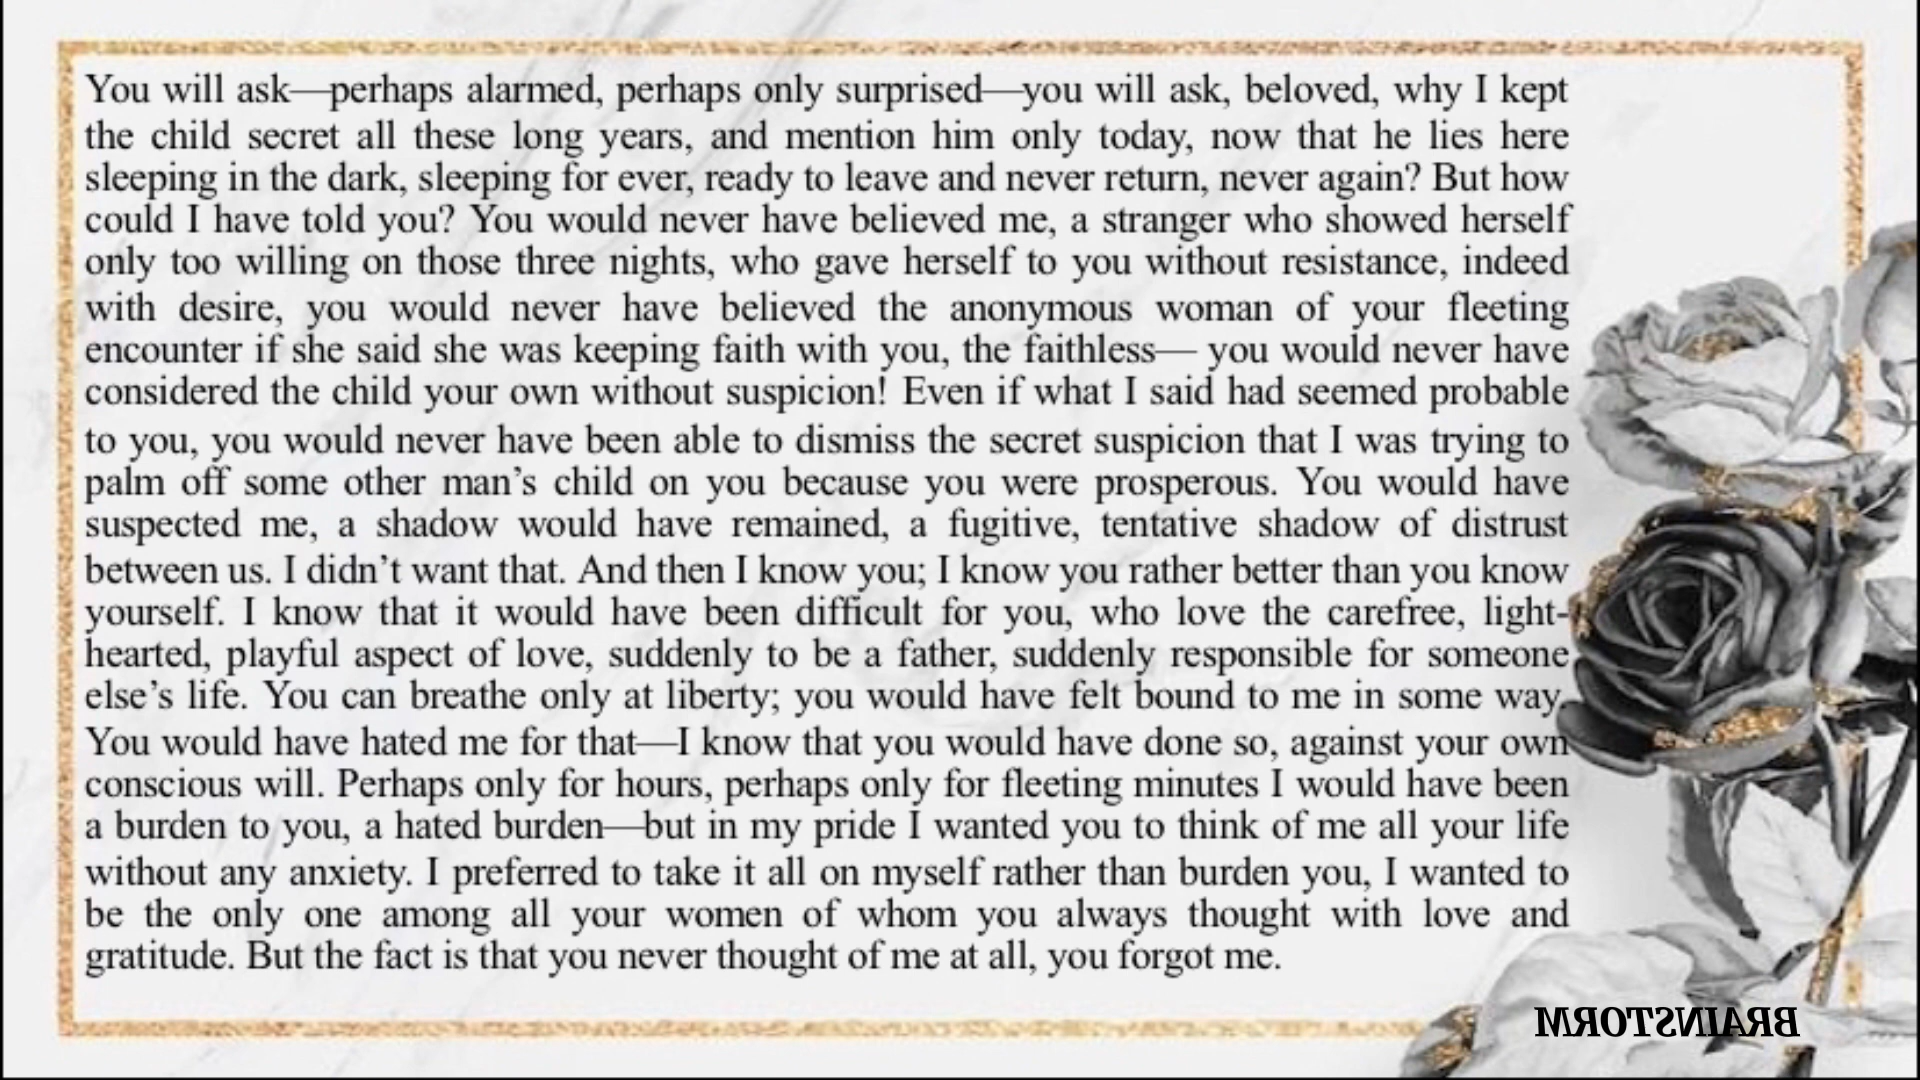 You will ask—perhaps alarmed, perhaps only surprised—you will ask, beloved, why I kept
the child secret all these long years, and mention him only today, now that he lies here
sleeping in the dark, sleeping for ever, ready to leave and never return, never again? But how
could I have told you? You would never have believed me, a stranger who showed herself
only too willing on those three nights, who gave herself to you without resistance, indeed
with desire, you would never have believed the anonymous woman of your fleeting
encounter if she said she was keeping faith with you, the faithless— you would never have
considered the child your own without suspicion! Even if what I said had seemed probable
to you, you would never have been able to dismiss the secret suspicion that I was trying to
palm off some other man’s child on you because you were prosperous. You would have
suspected me, a shadow would have remained, a fugitive, tentative shadow of distrust
between us. I didn’t want that. And then I know you; I know you rather better than you know
yourself. I know that it would have been difficult for you, who love the carefree, light-
hearted, playful aspect of love, suddenly to be a father, suddenly responsible for someone
else’s life. You can breathe only at liberty; you would have felt bound to me in some way.
You would have hated me for that—I know that you would have done so, against your own
conscious will. Perhaps only for hours, perhaps only for fleeting minutes I would have been
a burden to you, a hated burden—but in my pride I wanted you to think of me all your life
without any anxiety. I preferred to take it all on myself rather than burden you, I wanted to
be the only one among all your women of whom you always thought with love and
gratitude. But the fact is that you never thought of me at all, you forgot me.
BRAINSTORM